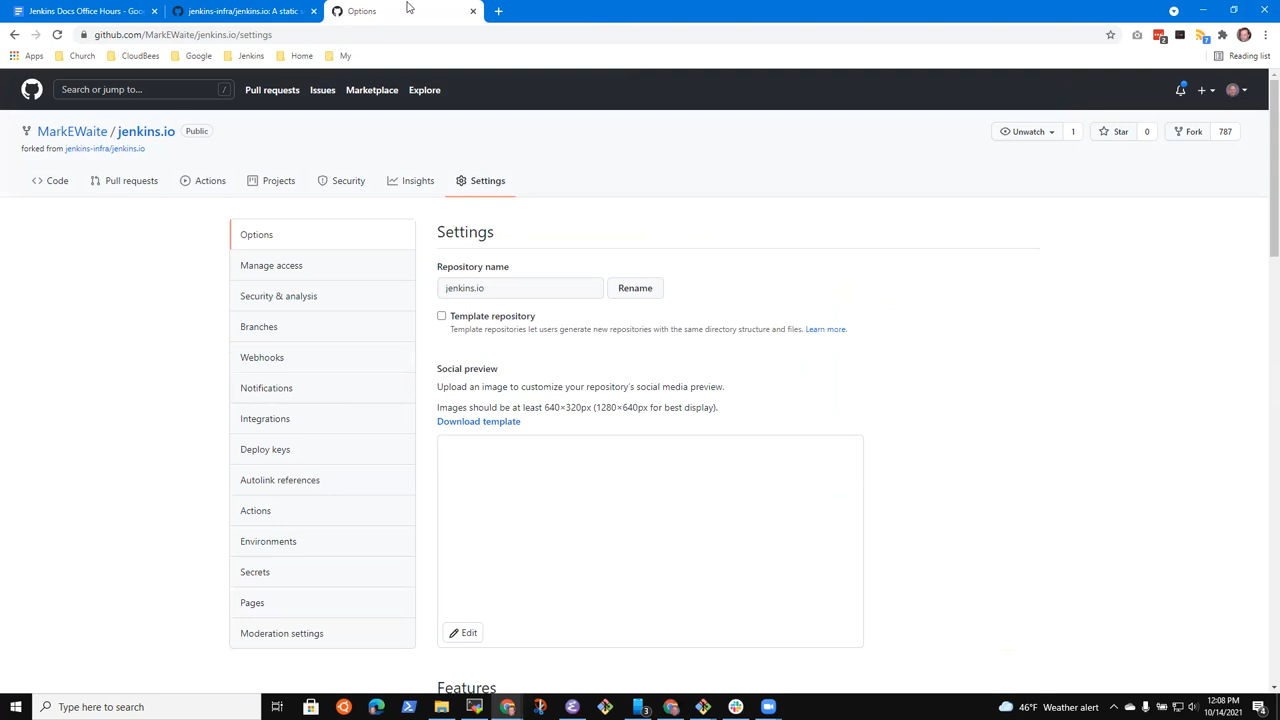 Jenkins Docs Office Hours - Goo
jenkins-infra/jenkins.io: A static
Options
github.com/MarkEWaite/jenkins.io/settings
2
7
Apps
Church
CloudBees
Google
Jenkins
Home
My
Reading list
Search or jump to...
/
Pull requests
Issues
Marketplace
Explore
MarkEWaite / jenkins.io
Public
forked from jenkins-infra/jenkins.io
Unwatch
1
Star
0
Fork
787
Code
Pull requests
Actions
Projects
Security
Insights
Settings
Options
Manage access
Security & analysis
Branches
Webhooks
Notifications
Integrations
Deploy keys
Autolink references
Actions
Environments
Secrets
Pages
Moderation settings
Settings
Repository name
jenkins.io
Rename
Template repository
Template repositories let users generate new repositories with the same directory structure and files. Learn more.
Social preview
Upload an image to customize your repository's social media preview.
Images should be at least 640×320px (1280×640px for best display).
Download template
Edit
Features
Type here to search
3
46°F Weather alert
12:08 PM
10/14/2021
4